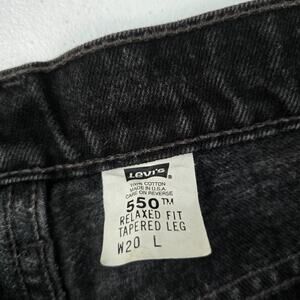 Levi's
100% COTTON
MADE IN U.S.A.
CARE ON REVERSE
550™
RELAXED FIT
TAPERED LEG
W20 L